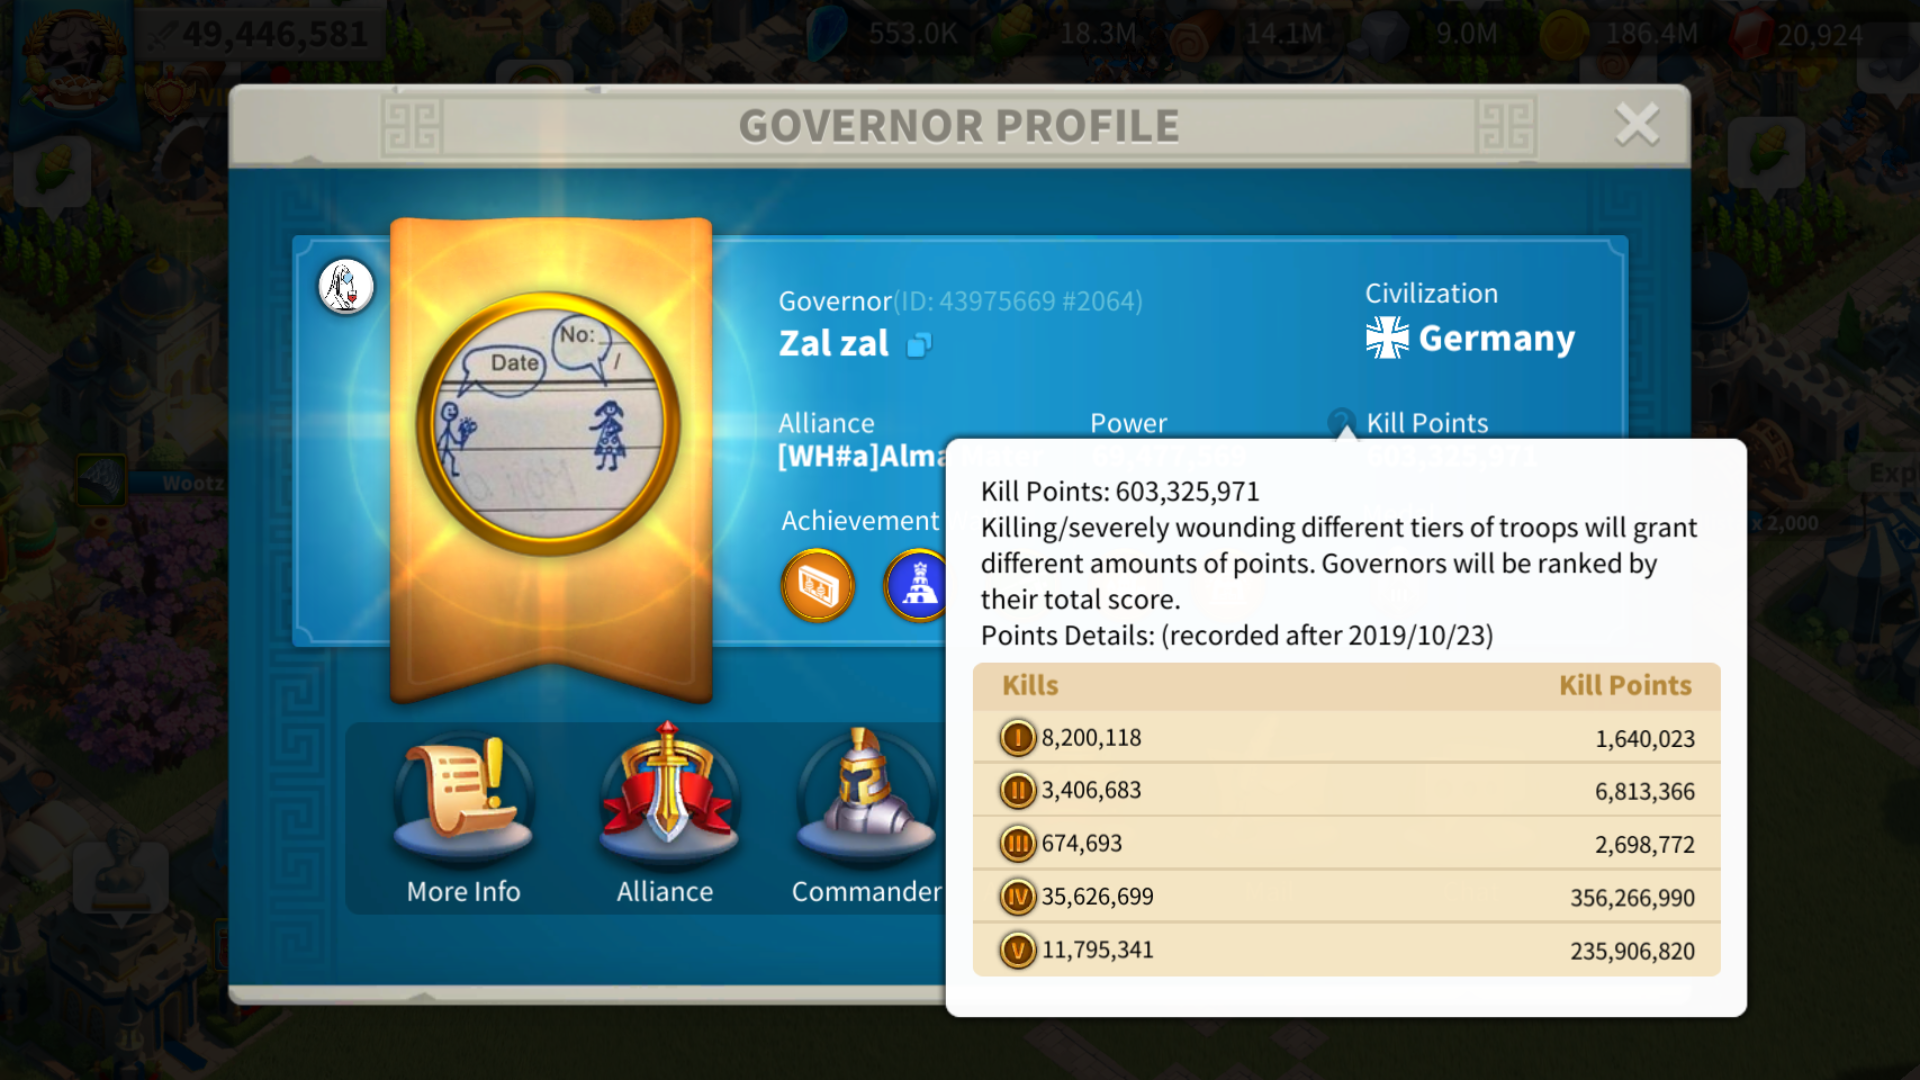 49,446,581
553.0K
18.3M
14.1M
9.0M
186.4M
20,924
GOVERNOR PROFILE
No:
Date
/
Governor(ID: 43975669 #2064)
Zal zal
Civilization
Germany
Alliance
Power
Kill Points
[WH#a]Alma
603,325,971
Wootz
Exp
x 2,000
Achievement
Kill Points: 603,325,971
Killing/severely wounding different tiers of troops will grant
different amounts of points. Governors will be ranked by
their total score.
Points Details: (recorded after 2019/10/23)
Kills Kill Points
I 8,200,118 1,640,023
II 3,406,683 6,813,366
III 674,693 2,698,772
IV 35,626,699 356,266,990
V 11,795,341 235,906,820
More Info
Alliance
Commander